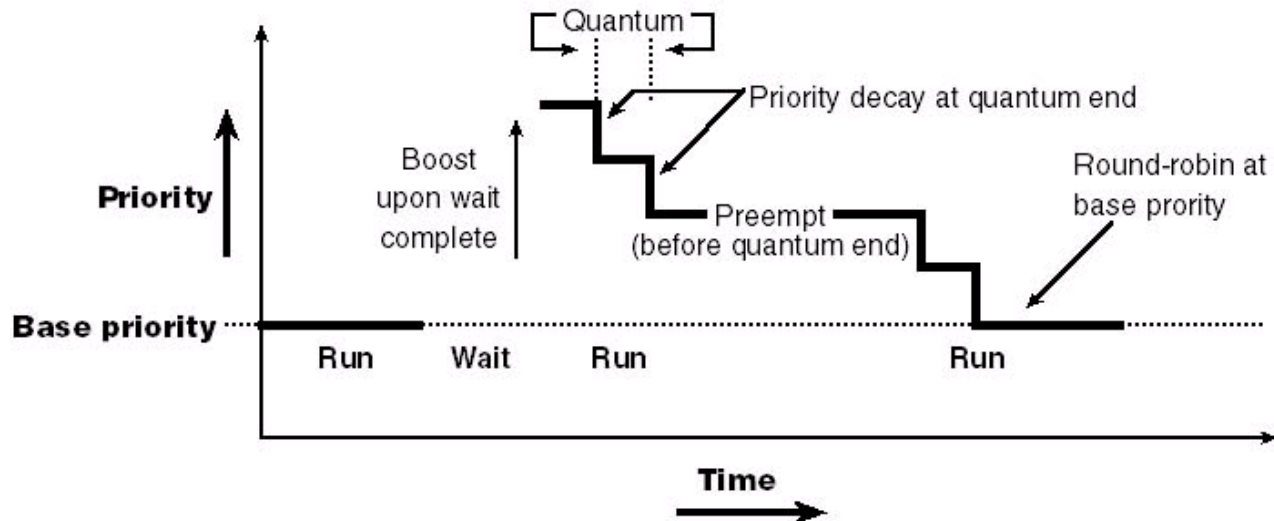 Quantum
Priority decay at quantum end
Boost
upon wait
complete
Round-robin at
base prority
Priority
Preempt
(before quantum end)
Base priority
Run
Wait
Run
Run
Time